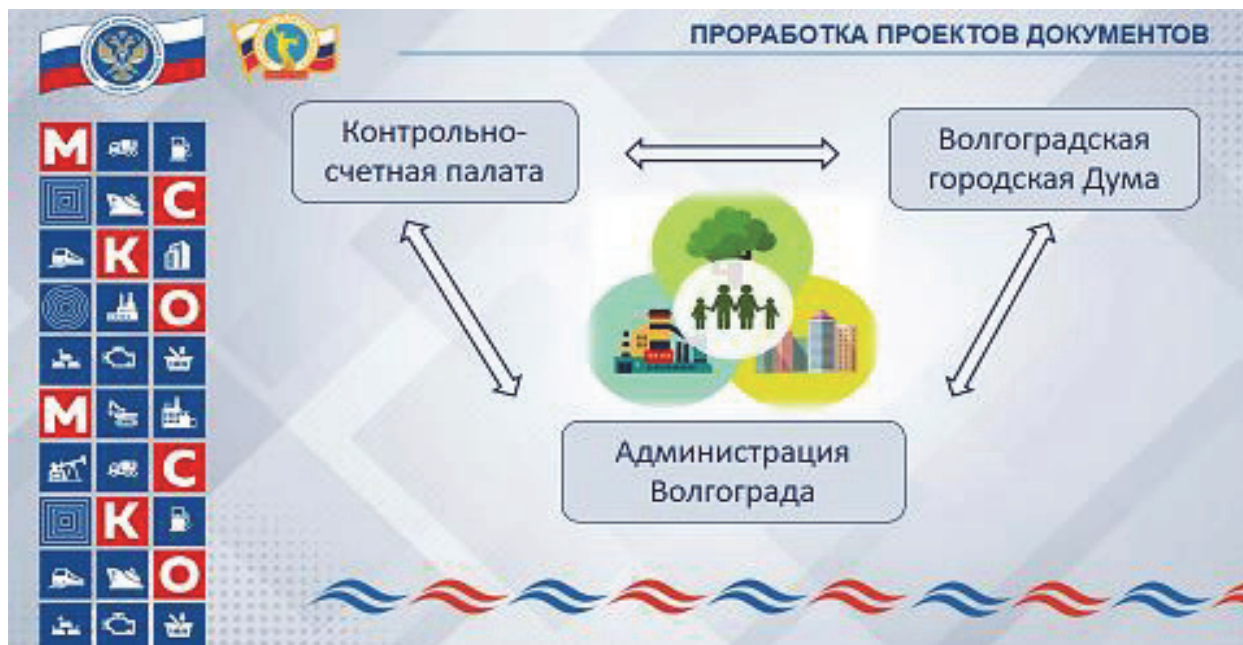 ПРОРАБОТКА ПРОЕКТОВ ДОКУМЕНТОВ
Контрольно-
счетная палата
Волгоградская
городская Дума
Администрация
Волгограда
М
С
К
О
М
С
К
О